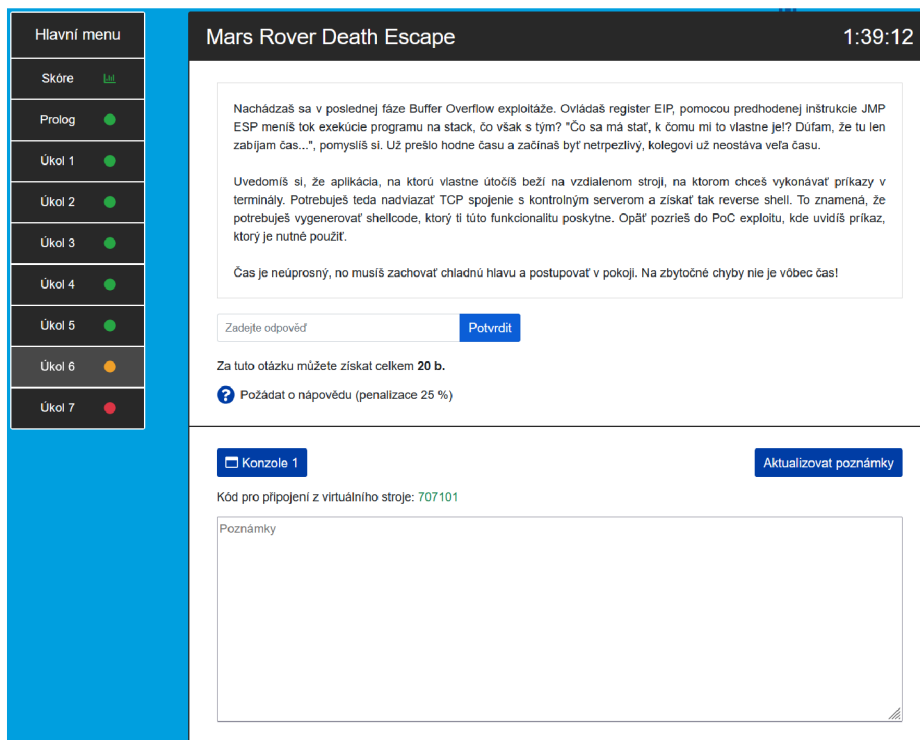 Hlavní menu
Skóre
Prolog
Úkol 1
Úkol 2
Úkol 3
Úkol 4
Úkol 5
Úkol 6
Úkol 7
Mars Rover Death Escape
1:39:12
Nachádzaš sa v poslednej fáze Buffer Overflow exploitáže. Ovládaš register EIP, pomocou predhodenej inštrukcie JMP
ESP meníš tok exekúcie programu na stack, čo však s tým? "Čo sa má stať, k čomu mi to vlastne je!? Dúfam, že tu len
zabíjam čas...", pomyslíš si. Už prešlo hodne času a začínaš byť netrpezlivý, kolegovi už neostáva veľa času.
Uvedomíš si, že aplikácia, na ktorú vlastne útočíš beží na vzdialenom stroji, na ktorom chceš vykonávať príkazy v
terminály. Potrebuješ teda nadviazať TCP spojenie s kontrolným serverom a získať tak reverse shell. To znamená, že
potrebuješ vygenerovať shellcode, ktorý ti túto funkcionalitu poskytne. Opäť pozrieš do PoC exploitu, kde uvidíš príkaz,
ktorý je nutné použiť.
Čas je neúprosný, no musíš zachovať chladnú hlavu a postupovať v pokoji. Na zbytočné chyby nie je vôbec čas!
Zadejte odpověď
Potvrdit
Za tuto otázku můžete získat celkem 20 b.
Požádat o nápovědu (penalizace 25 %)
Konzole 1
Aktualizovat poznámky
Kód pro připojení z virtuálního stroje: 707101
Poznámky